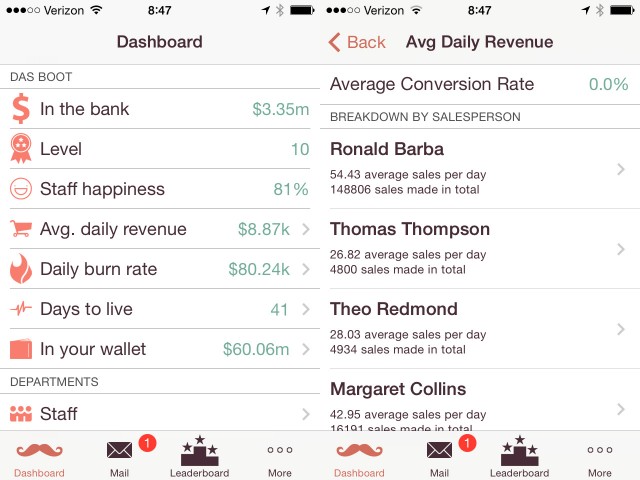 Verizon 8:47
Dashboard
DAS BOOT
In the bank $3.35m
Level 10
Staff happiness 81%
Avg. daily revenue $8.87k
Daily burn rate $80.24k
Days to live 41
In your wallet $60.06m
DEPARTMENTS
Staff
1
Dashboard Mail Leaderboard More
Verizon 8:47
Back Avg Daily Revenue
Average Conversion Rate 0.0%
BREAKDOWN BY SALESPERSON
Ronald Barba
54.43 average sales per day
148806 sales made in total
Thomas Thompson
26.82 average sales per day
4800 sales made in total
Theo Redmond
28.03 average sales per day
4934 sales made in total
Margaret Collins
42.95 average sales per day
16191 sales made in total
1
Dashboard Mail Leaderboard More